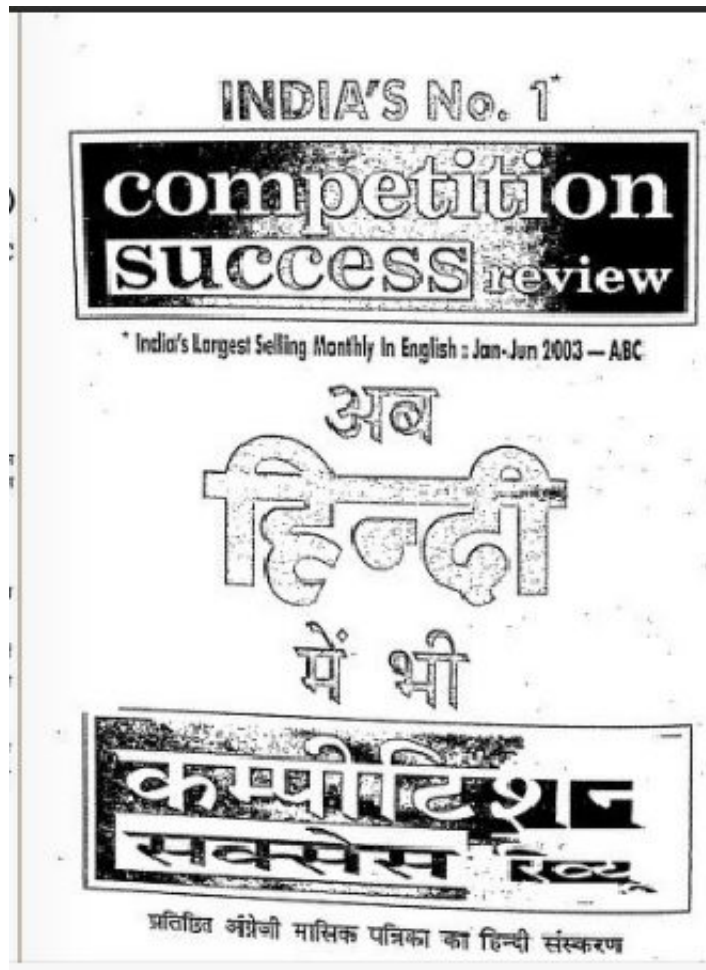 INDIA'S No. 1*
competition
success review
* India's Largest Selling Monthly In English : Jan-Jun 2003 — ABC
अब
हिन्दी
में भी
कम्पीटिशन
सक्सेस रिव्यू
प्रतिष्ठित अंग्रेजी मासिक पत्रिका का हिन्दी संस्करण